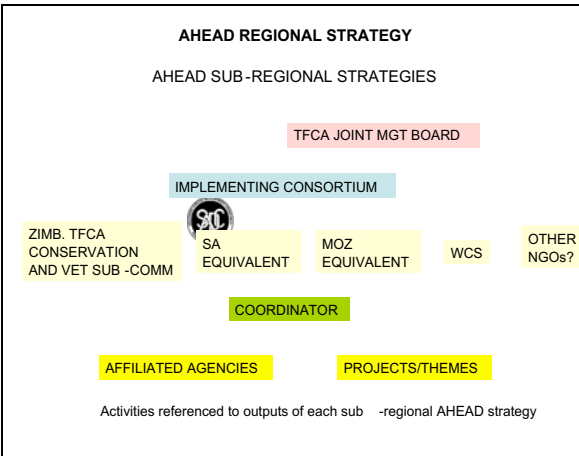 AHEAD REGIONAL STRATEGY
AHEAD SUB-REGIONAL STRATEGIES
TFCA JOINT MGT BOARD
IMPLEMENTING CONSORTIUM
ZIMB. TFCA
CONSERVATION
AND VET SUB -COMM
SA
EQUIVALENT
MOZ
EQUIVALENT
WCS
OTHER
NGOs?
COORDINATOR
AFFILIATED AGENCIES
PROJECTS/THEMES
Activities referenced to outputs of each sub -regional AHEAD strategy